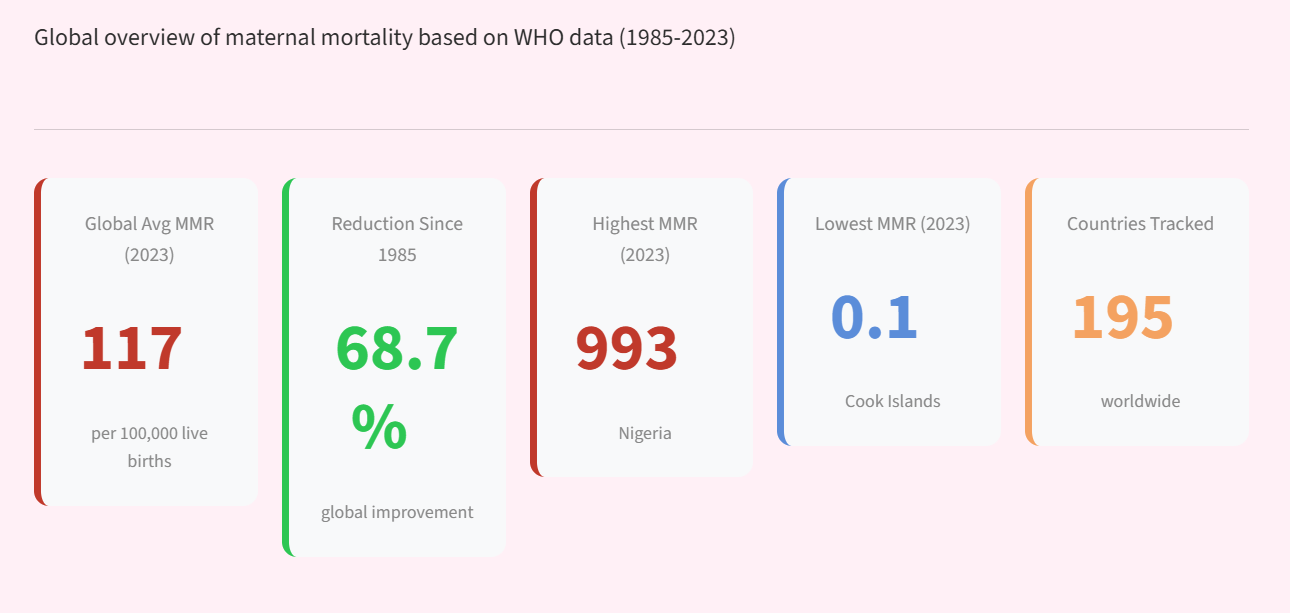 Global overview of maternal mortality based on WHO data (1985-2023)
Global Avg MMR
(2023)
117
per 100,000 live
births
Reduction Since
1985
68.7
%
global improvement
Highest MMR
(2023)
993
Nigeria
Lowest MMR (2023)
0.1
Cook Islands
Countries Tracked
195
worldwide